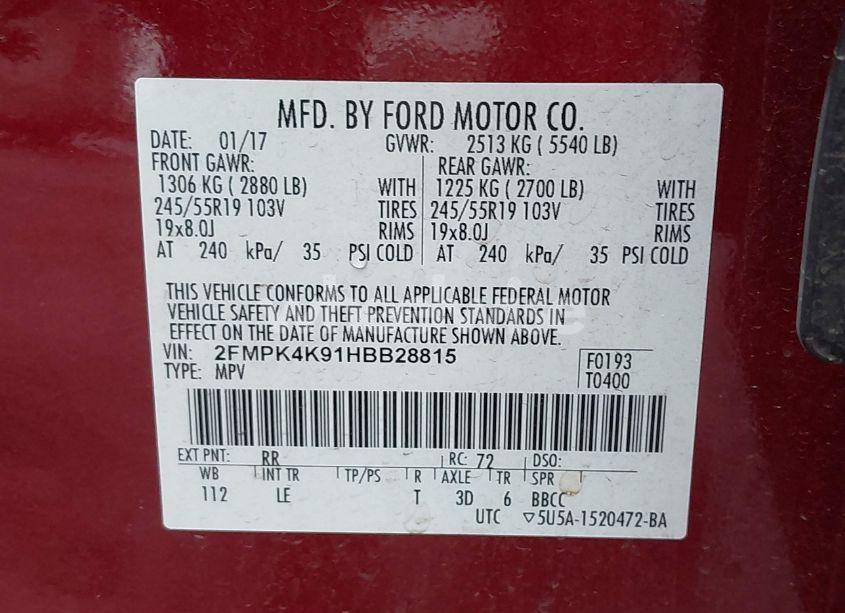 MFD. BY FORD MOTOR CO.
DATE: 01/17 GVWR: 2513 KG ( 5540 LB)
FRONT GAWR: REAR GAWR:
1306 KG ( 2880 LB) WITH 1225 KG ( 2700 LB) WITH
245/55R19 103V TIRES 245/55R19 103V TIRES
19x8.0J RIMS 19x8.0J RIMS
AT 240 kPa/ 35 PSI COLD AT 240 kPa/ 35 PSI COLD
THIS VEHICLE CONFORMS TO ALL APPLICABLE FEDERAL MOTOR
VEHICLE SAFETY AND THEFT PREVENTION STANDARDS IN
EFFECT ON THE DATE OF MANUFACTURE SHOWN ABOVE.
VIN: 2FMPK4K91HBB28815 F0193
TYPE: MPV T0400
EXT PNT: RR RC: 72 DSO:
WB INT TR TP/PS R AXLE TR SPR
112 LE T 3D 6 BBCC
UTC ▽5U5A-1520472-BA